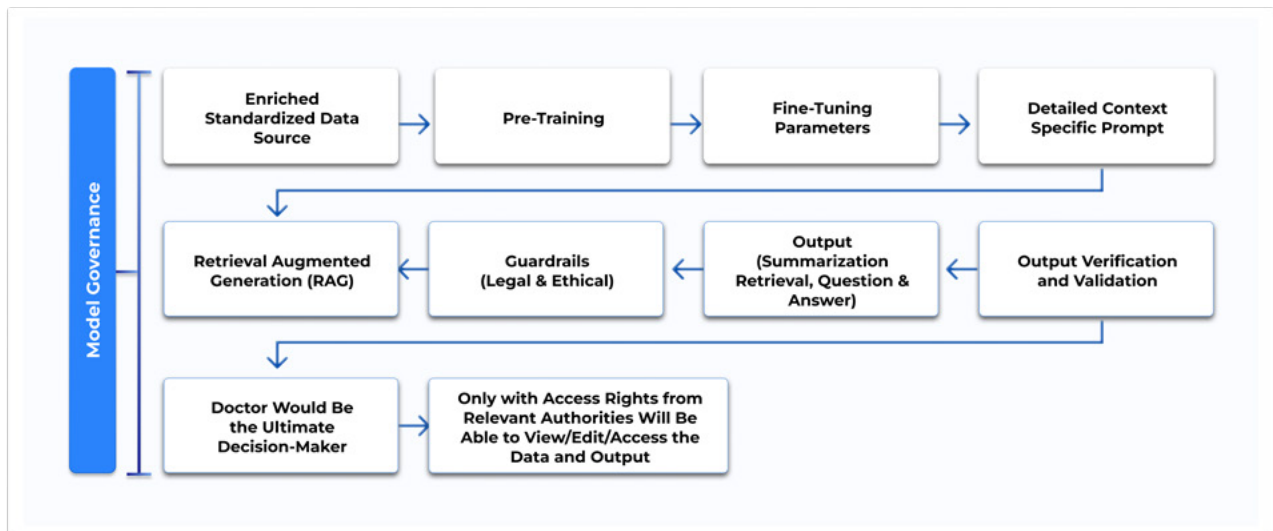 Model Governance
Enriched
Standardized Data
Source
Pre-Training
Fine-Tuning
Parameters
Detailed Context
Specific Prompt
Retrieval Augmented
Generation (RAG)
Guardrails
(Legal & Ethical)
Output
(Summarization
Retrieval, Question &
Answer)
Output Verification
and Validation
Doctor Would Be
the Ultimate
Decision-Maker
Only with Access Rights from
Relevant Authorities Will Be
Able to View/Edit/Access the
Data and Output